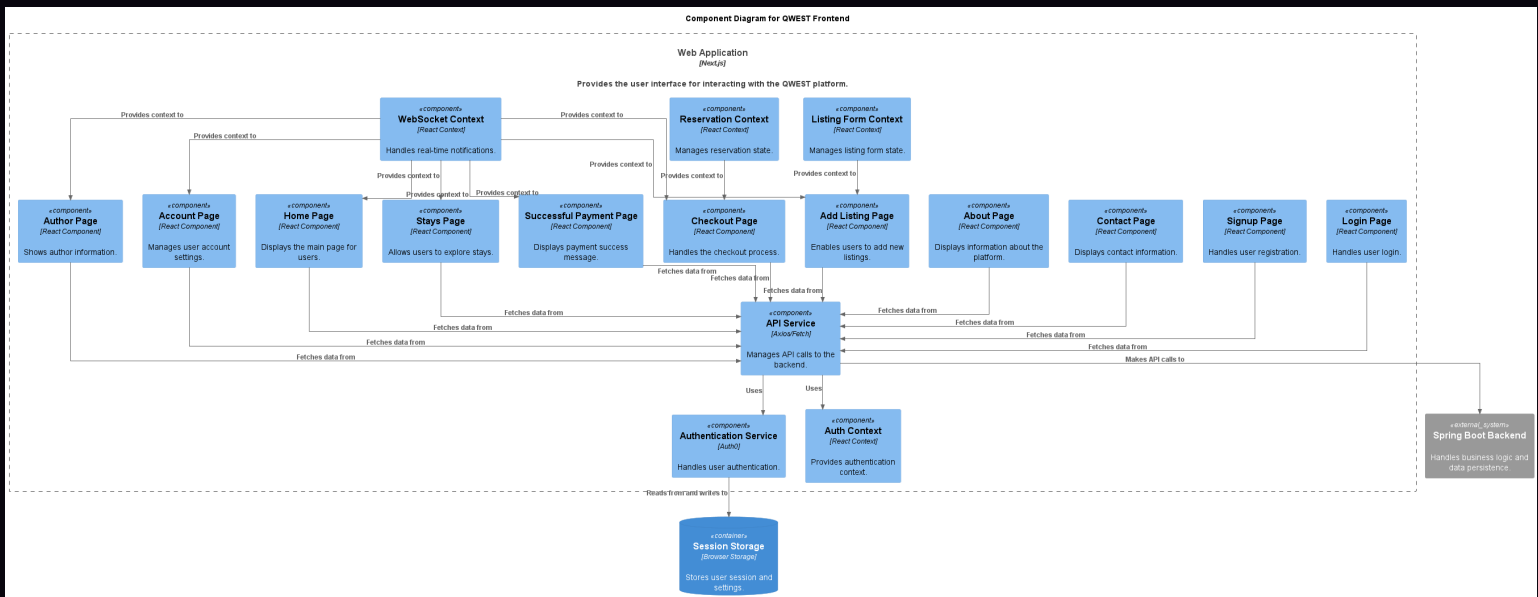 Component Diagram for QWEST Frontend
Web Application
[Next.js]
Provides the user interface for interacting with the QWEST platform.
«component»
WebSocket Context
[React Context]
Handles real-time notifications.
«component»
Reservation Context
[React Context]
Manages reservation state.
«component»
Listing Form Context
[React Context]
Manages listing form state.
Provides context to
Provides context to
Provides context to
Provides context to
Provides context to
Provides context to
Provides context to
Provides context to
Provides context to
«component»
Author Page
[React Component]
Shows author information.
«component»
Account Page
[React Component]
Manages user account
settings.
«component»
Home Page
[React Component]
Displays the main page for
users.
«component»
Stays Page
[React Component]
Allows users to explore stays.
«component»
Successful Payment Page
[React Component]
Displays payment success
message.
«component»
Checkout Page
[React Component]
Handles the checkout process.
«component»
Add Listing Page
[React Component]
Enables users to add new
listings.
«component»
About Page
[React Component]
Displays information about the
platform.
«component»
Contact Page
[React Component]
Displays contact information.
«component»
Signup Page
[React Component]
Handles user registration.
«component»
Login Page
[React Component]
Handles user login.
Fetches data from
Fetches data from
Fetches data from
Fetches data from
Fetches data from
Fetches data from
Fetches data from
Fetches data from
Fetches data from
Fetches data from
Fetches data from
«component»
API Service
[Axios/Fetch]
Manages API calls to the
backend.
Makes API calls to
Uses
Uses
«component»
Authentication Service
[Auth0]
Handles user authentication.
«component»
Auth Context
[React Context]
Provides authentication
context.
«external_system»
Spring Boot Backend
Handles business logic and
data persistence
Reads from and writes to
«container»
Session Storage
[Browser Storage]
Stores user session and
settings.